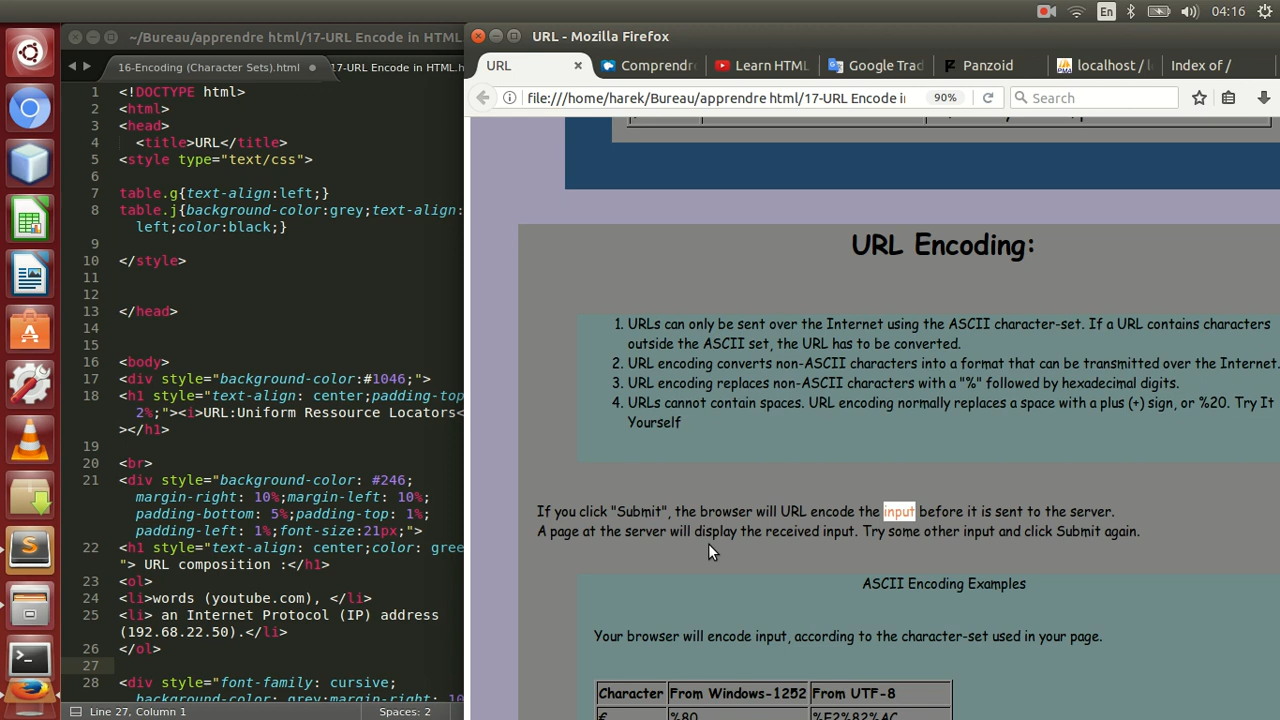 En
04:16
~/Bureau/apprendre html/17-URL Encode in HTML
URL - Mozilla Firefox
16-Encoding (Character Sets).html
17-URL Encode in HTML.h
URL
Comprendr
Learn HTML
Google Trad
Panzoid
localhost / l
Index of /
file:///home/harek/Bureau/apprendre html/17-URL Encode in
90%
Search
1 <!DOCTYPE html>
2 <html>
3 <head>
4 <title>URL</title>
5 <style type="text/css">
6
7 table.g{text-align:left;}
8 table.j{background-color:grey;text-align:
left;color:black;}
9
10 </style>
11
12
13 </head>
14
15
16 <body>
17 <div style="background-color:#1046;">
18 <h1 style="text-align: center;padding-top
2%;"><i>URL:Uniform Ressource Locators<
></h1>
19
20 <br>
21 <div style="background-color: #246;
margin-right: 10%;margin-left: 10%;
padding-bottom: 5%;padding-top: 1%;
padding-left: 1%;font-size:21px;">
22 <h1 style="text-align: center;color: gree
"> URL composition :</h1>
23 <ol>
24 <li>words (youtube.com), </li>
25 <li> an Internet Protocol (IP) address
(192.68.22.50).</li>
26 </ol>
27
28 <div style="font-family: cursive;
background-color: grey;margin-right: 10
Line 27, Column 1
Spaces: 2
URL Encoding:
1. URLs can only be sent over the Internet using the ASCII character-set. If a URL contains characters
outside the ASCII set, the URL has to be converted.
2. URL encoding converts non-ASCII characters into a format that can be transmitted over the Internet.
3. URL encoding replaces non-ASCII characters with a "%" followed by hexadecimal digits.
4. URLs cannot contain spaces. URL encoding normally replaces a space with a plus (+) sign, or %20. Try It
Yourself
If you click "Submit", the browser will URL encode the input before it is sent to the server.
A page at the server will display the received input. Try some other input and click Submit again.
ASCII Encoding Examples
Your browser will encode input, according to the character-set used in your page.
Character From Windows-1252 From UTF-8
€ %80 %E2%82%AC